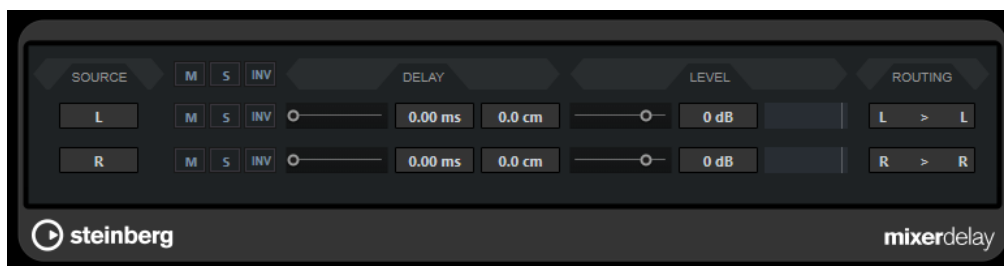 SOURCE M S INV DELAY LEVEL ROUTING
L M S INV 0.00 ms 0.0 cm 0 dB L > L
R M S INV 0.00 ms 0.0 cm 0 dB R > R
steinberg mixerdelay